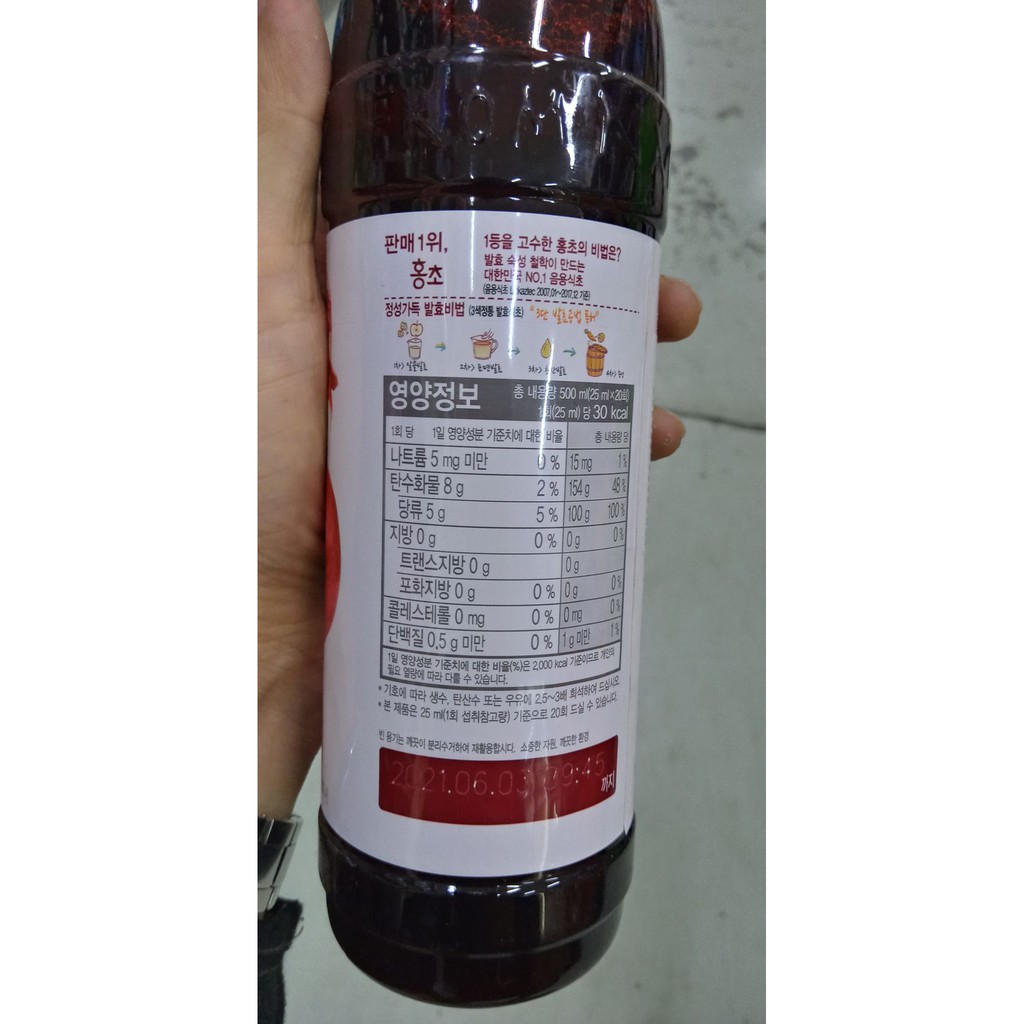 판매 1위,
홍초
1등을 고수한 홍초의 비법은?
발효 숙성 철학이 만드는
대한민국 NO.1 음용식초
정성가득 발효비법
영양정보
총 내용량 500 ml(25 ml×20회)
1회(25 ml) 당 30 kcal
1회 당 1일 영양성분 기준치에 대한 비율 총 내용량 당
나트륨 5 mg 미만 0 % 15 mg 1 %
탄수화물 8 g 2 % 154 g 48 %
당류 5 g 5 % 100 g 100 %
지방 0 g 0 % 0 g 0 %
트랜스지방 0 g 0 g
포화지방 0 g 0 % 0 g 0 %
콜레스테롤 0 mg 0 % 0 mg 0 %
단백질 0.5 g 미만 0 % 1 g 미만 1 %
1일 영양성분 기준치에 대한 비율(%)은 2,000 kcal 기준이므로 개인의
필요 열량에 따라 다를 수 있습니다.
* 기호에 따라 생수, 탄산수 또는 우유에 2.5~3배 희석하여 드십시오.
* 본 제품은 25 ml(1회 섭취참고량) 기준으로 20회 드실 수 있습니다.
빈 용기는 깨끗이 분리수거하여 재활용합시다. 소중한 자원, 깨끗한 환경
2021.06.03 09:45
까지